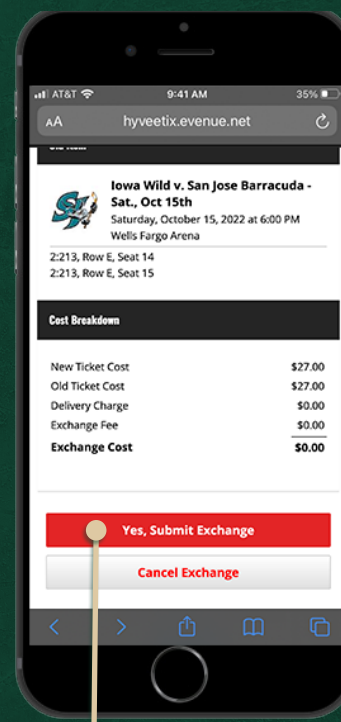 AT&T
9:41 AM
35%
AA
hyveetix.evenue.net
Iowa Wild v. San Jose Barracuda -
Sat., Oct 15th
Saturday, October 15, 2022 at 6:00 PM
Wells Fargo Arena
2:213, Row E, Seat 14
2:213, Row E, Seat 15
Cost Breakdown
New Ticket Cost $27.00
Old Ticket Cost $27.00
Delivery Charge $0.00
Exchange Fee $0.00
Exchange Cost $0.00
Yes, Submit Exchange
Cancel Exchange